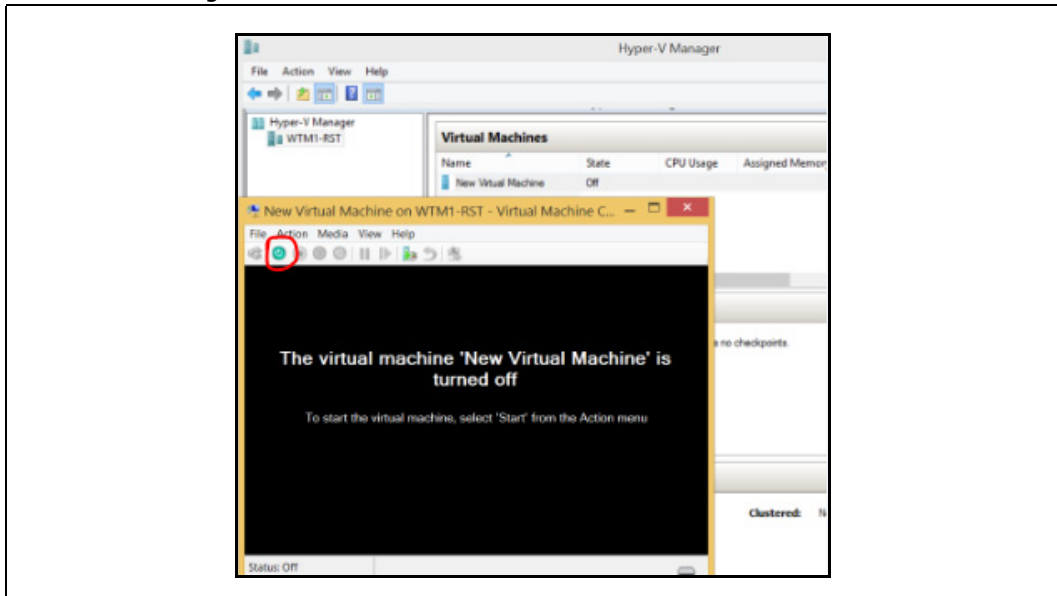 Hyper-V Manager
File Action View Help
Hyper-V Manager
WTM1-RST
Virtual Machines
Name State CPU Usage Assigned Memory
New Virtual Machine Off
New Virtual Machine on WTM1-RST - Virtual Machine C...
File Action Media View Help
The virtual machine 'New Virtual Machine' is
turned off
To start the virtual machine, select 'Start' from the Action menu
no checkpoints.
Clustered:
Status: Off